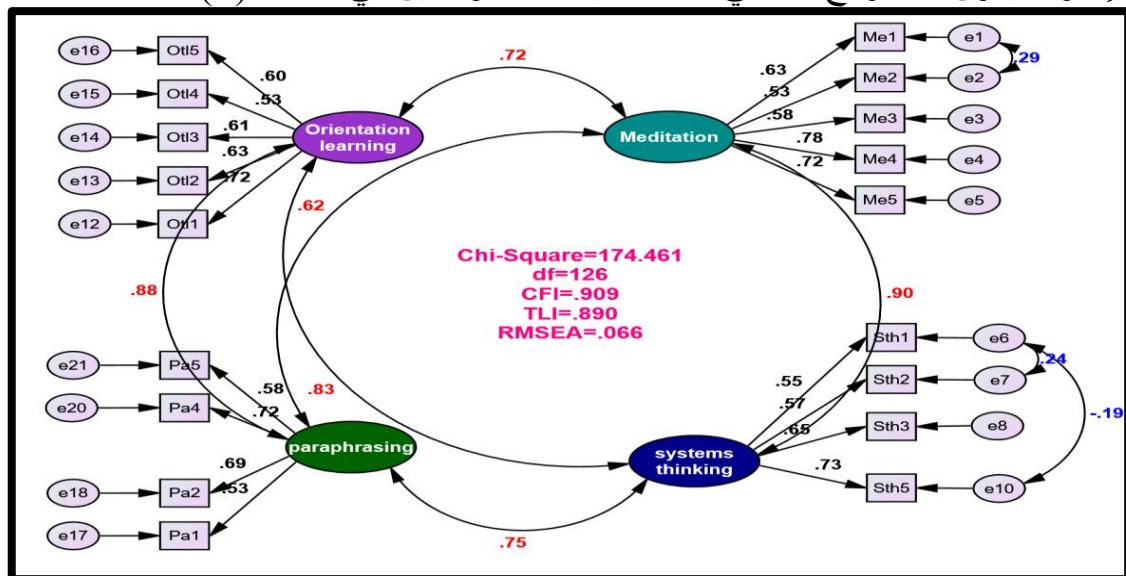 e16 Otl5
e15 Otl4
e14 Otl3
e13 Otl2
e12 Otl1
.60
.53
.61
.63
.72
Orientation
learning
.72
Meditation
.63
.53
.58
.78
.72
Me1 e1
Me2 e2
Me3 e3
Me4 e4
Me5 e5
.29
.62
.88
.83
.90
Chi-Square=174.461
df=126
CFI=.909
TLI=.890
RMSEA=.066
e21 Pa5
e20 Pa4
e18 Pa2
e17 Pa1
.58
.72
.69
.53
paraphrasing
.75
systems
thinking
.55
.57
.65
.73
Sth1 e6
Sth2 e7
Sth3 e8
Sth5 e10
.24
-.19